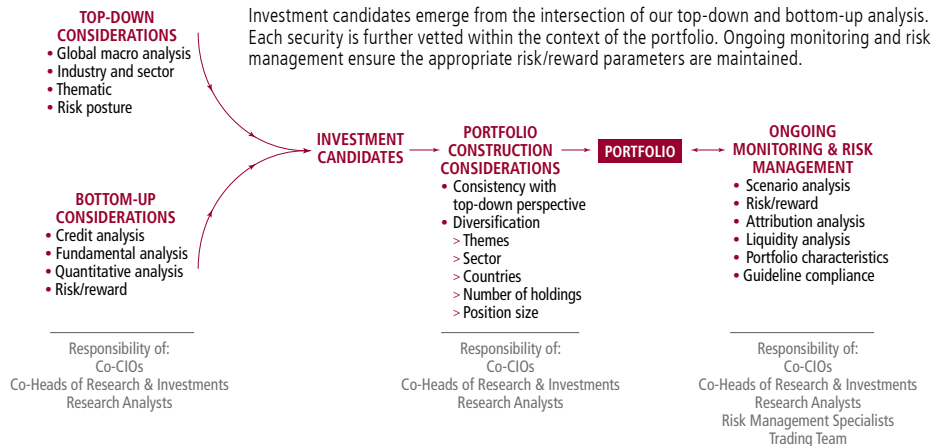 Investment candidates emerge from the intersection of our top-down and bottom-up analysis.
Each security is further vetted within the context of the portfolio. Ongoing monitoring and risk
management ensure the appropriate risk/reward parameters are maintained.
TOP-DOWN
CONSIDERATIONS
• Global macro analysis
• Industry and sector
• Thematic
• Risk posture
BOTTOM-UP
CONSIDERATIONS
• Credit analysis
• Fundamental analysis
• Quantitative analysis
• Risk/reward
Responsibility of:
Co-CIOs
Co-Heads of Research & Investments
Research Analysts
INVESTMENT
CANDIDATES
PORTFOLIO
CONSTRUCTION
CONSIDERATIONS
• Consistency with
top-down perspective
• Diversification
> Themes
> Sector
> Countries
> Number of holdings
> Position size
Responsibility of:
Co-CIOs
Co-Heads of Research & Investments
Research Analysts
PORTFOLIO
ONGOING
MONITORING & RISK
MANAGEMENT
• Scenario analysis
• Risk/reward
• Attribution analysis
• Liquidity analysis
• Portfolio characteristics
• Guideline compliance
Responsibility of:
Co-CIOs
Co-Heads of Research & Investments
Research Analysts
Risk Management Specialists
Trading Team